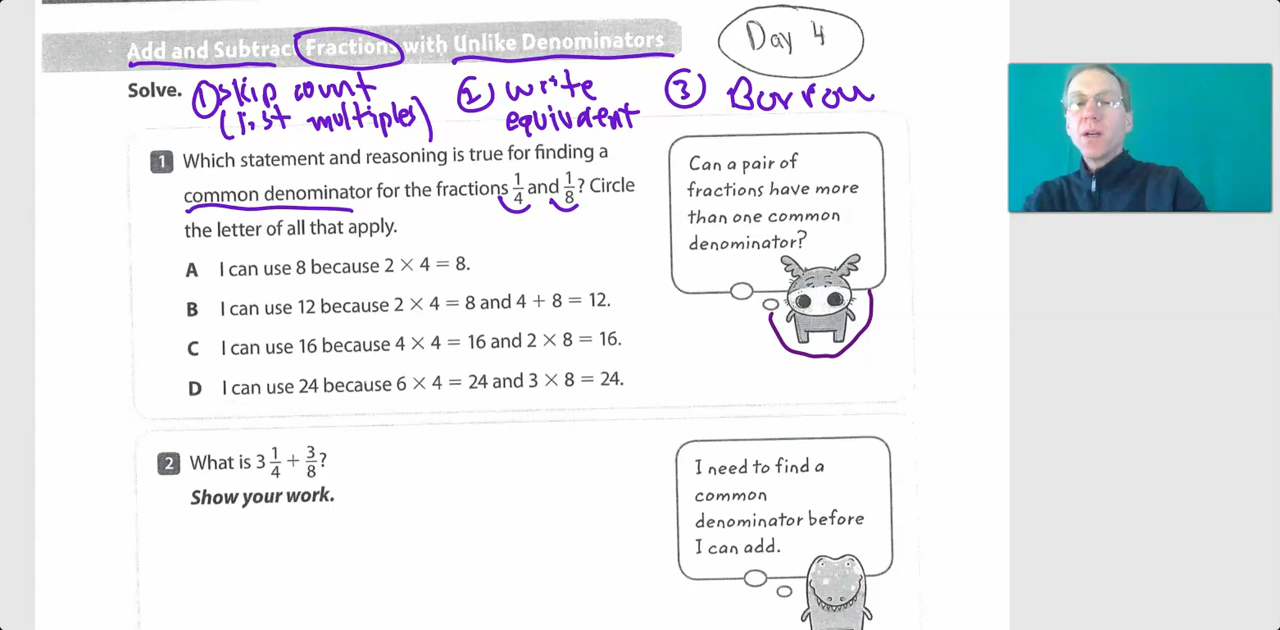 Add and Subtract Fractions with Unlike Denominators
Day 4
Solve. ① skip count ② write ③ Borrow
(list multiples) equivalent
1 Which statement and reasoning is true for finding a
common denominator for the fractions 1/4 and 1/8? Circle
the letter of all that apply.
A I can use 8 because 2 × 4 = 8.
B I can use 12 because 2 × 4 = 8 and 4 + 8 = 12.
C I can use 16 because 4 × 4 = 16 and 2 × 8 = 16.
D I can use 24 because 6 × 4 = 24 and 3 × 8 = 24.
Can a pair of
fractions have more
than one common
denominator?
2 What is 3 1/4 + 3/8?
Show your work.
I need to find a
common
denominator before
I can add.